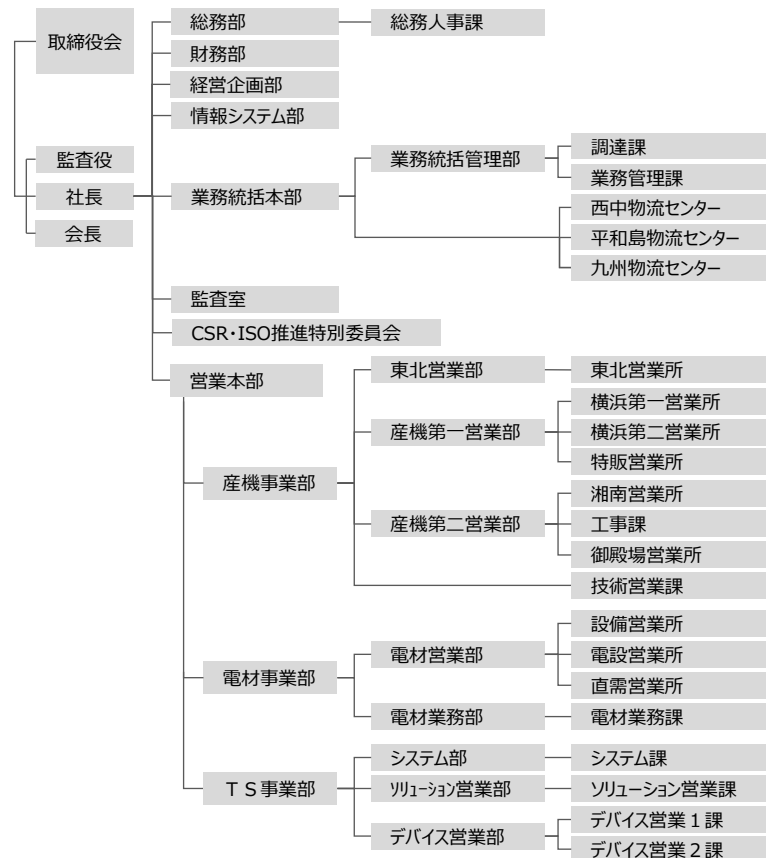 取締役会
監査役
社長
会長
総務部
総務人事課
財務部
経営企画部
情報システム部
業務統括本部
業務統括管理部
調達課
業務管理課
西中物流センター
平和島物流センター
九州物流センター
監査室
CSR・ISO推進特別委員会
営業本部
産機事業部
東北営業部
東北営業所
産機第一営業部
横浜第一営業所
横浜第二営業所
特販営業所
産機第二営業部
湘南営業所
工事課
御殿場営業所
技術営業課
電材事業部
電材営業部
設備営業所
電設営業所
直需営業所
電材業務部
電材業務課
ＴＳ事業部
システム部
システム課
ソリューション営業部
ソリューション営業課
デバイス営業部
デバイス営業１課
デバイス営業２課